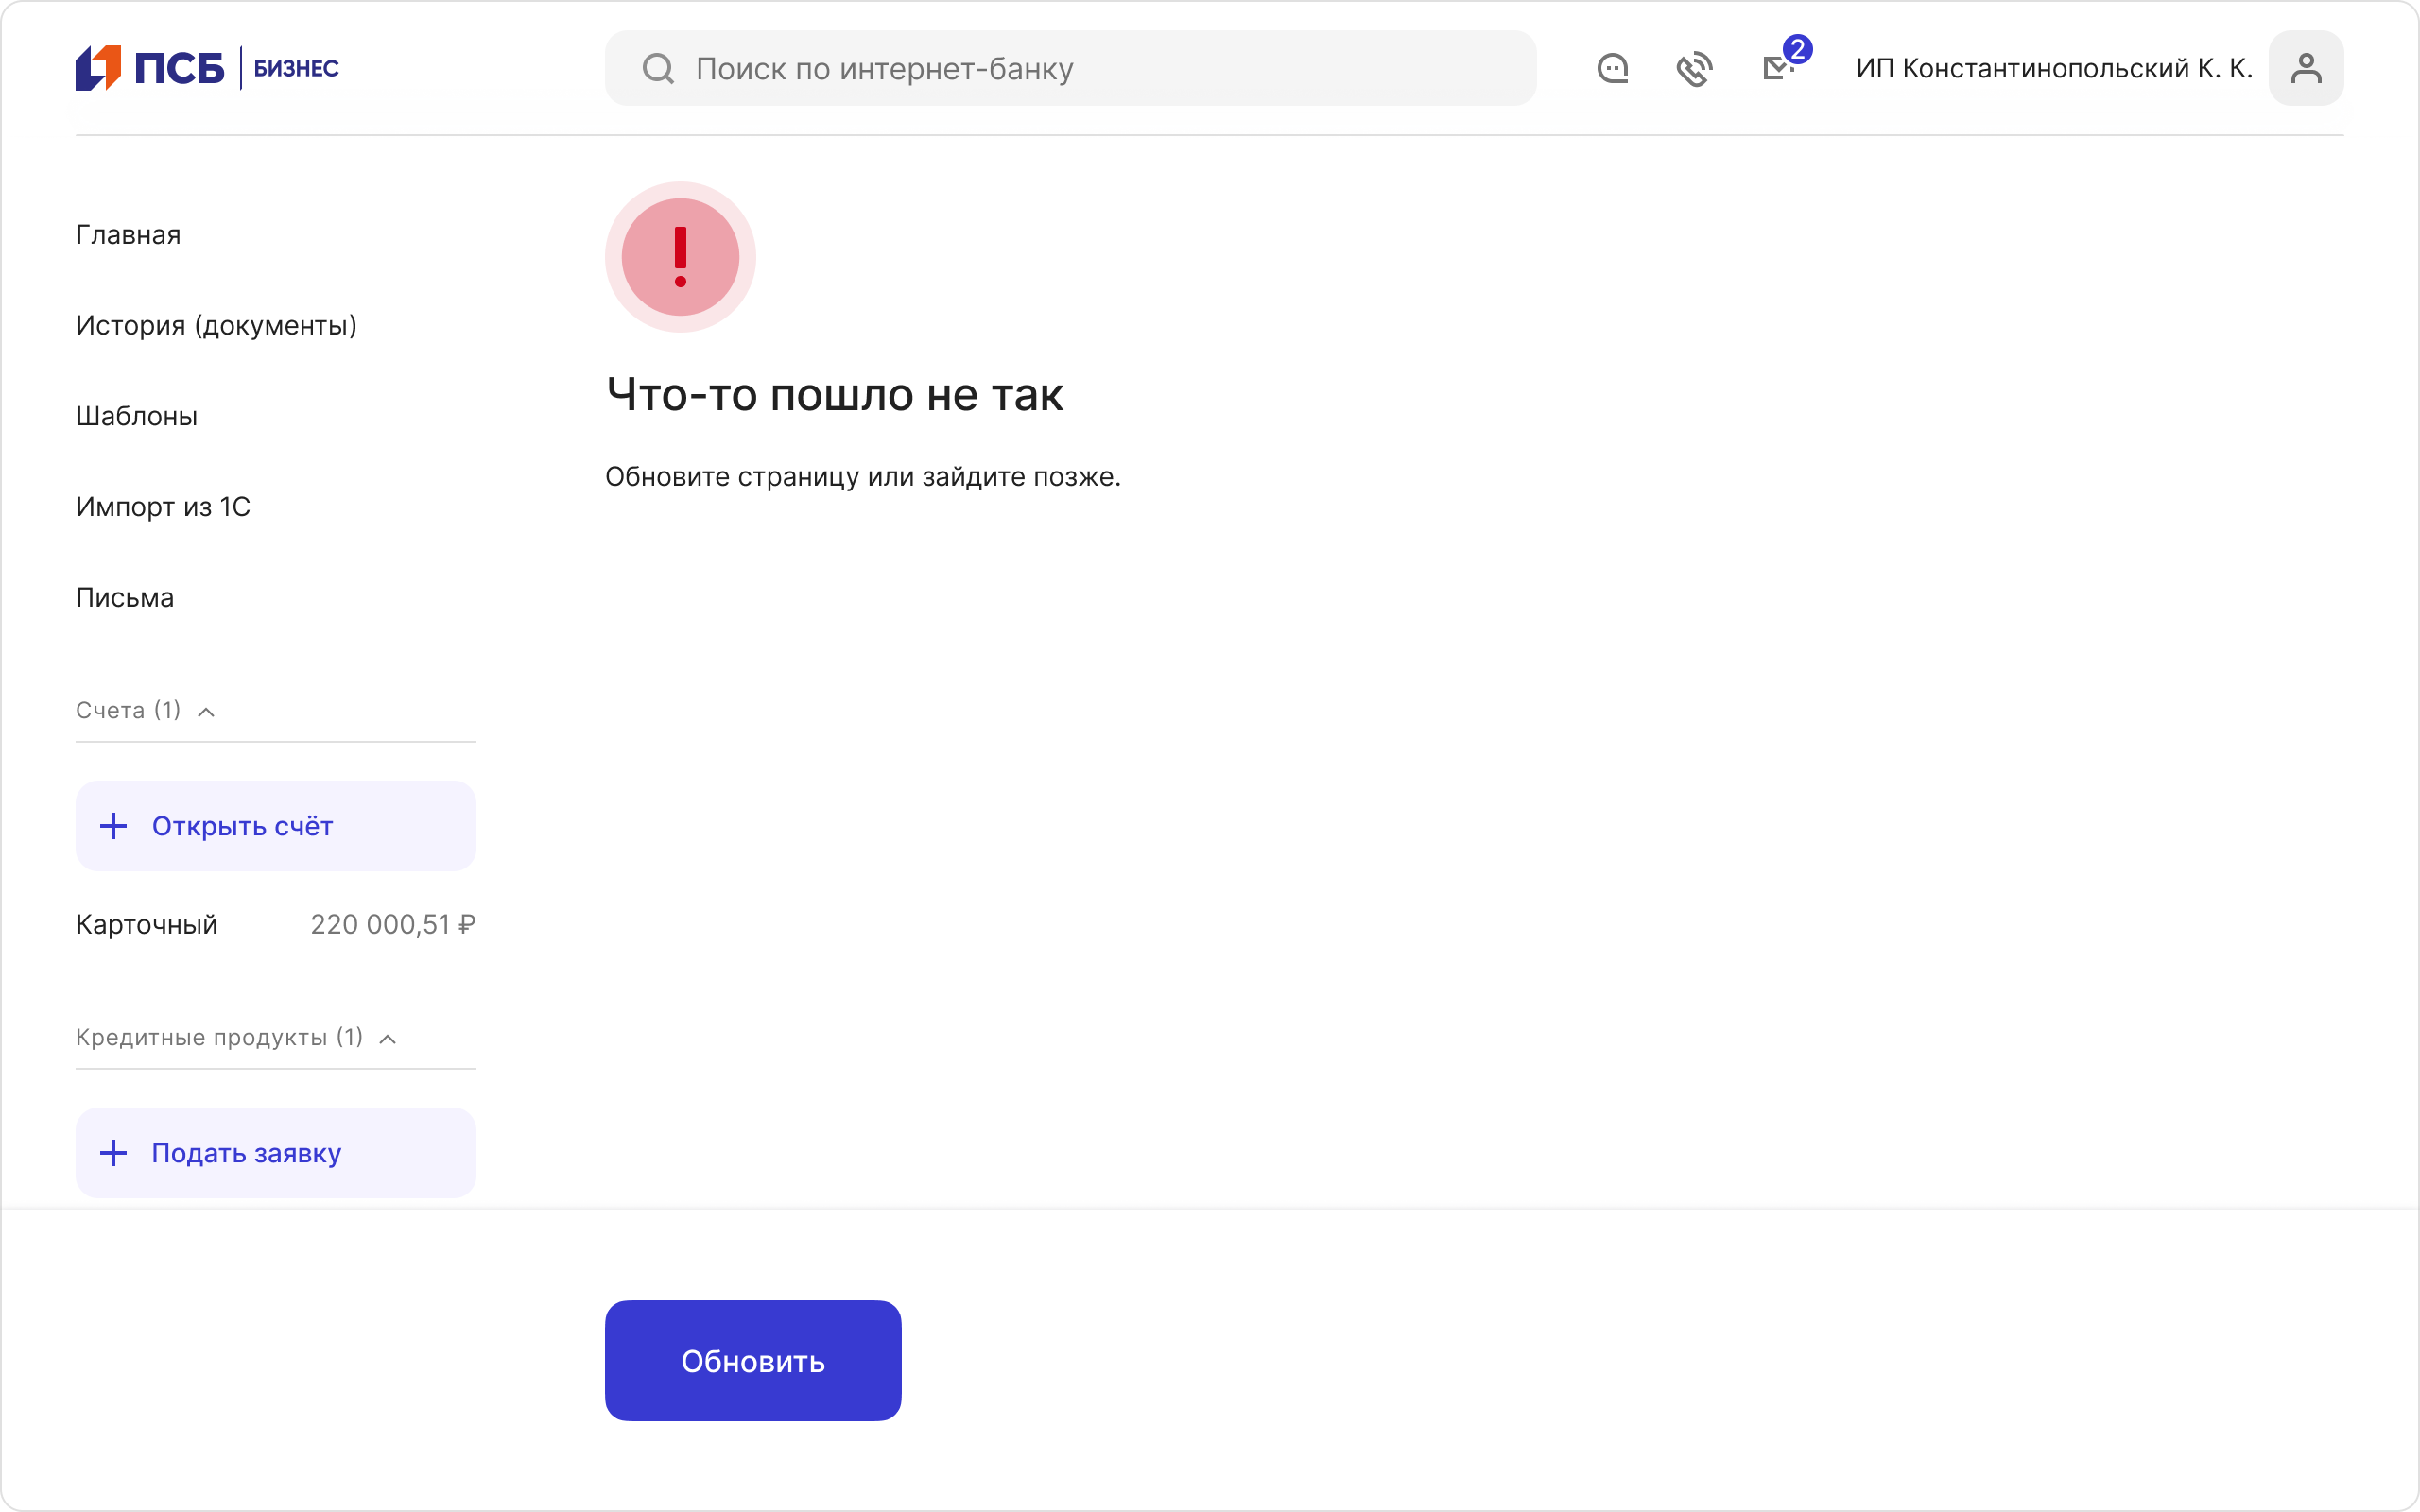 ПСБ БИЗНЕС
Поиск по интернет-банку
2
ИП Константинопольский К. К.
Главная
История (документы)
Шаблоны
Импорт из 1С
Письма
Счета (1)
Открыть счёт
Карточный 220 000,51 ₽
Кредитные продукты (1)
Подать заявку
Что-то пошло не так
Обновите страницу или зайдите позже.
Обновить